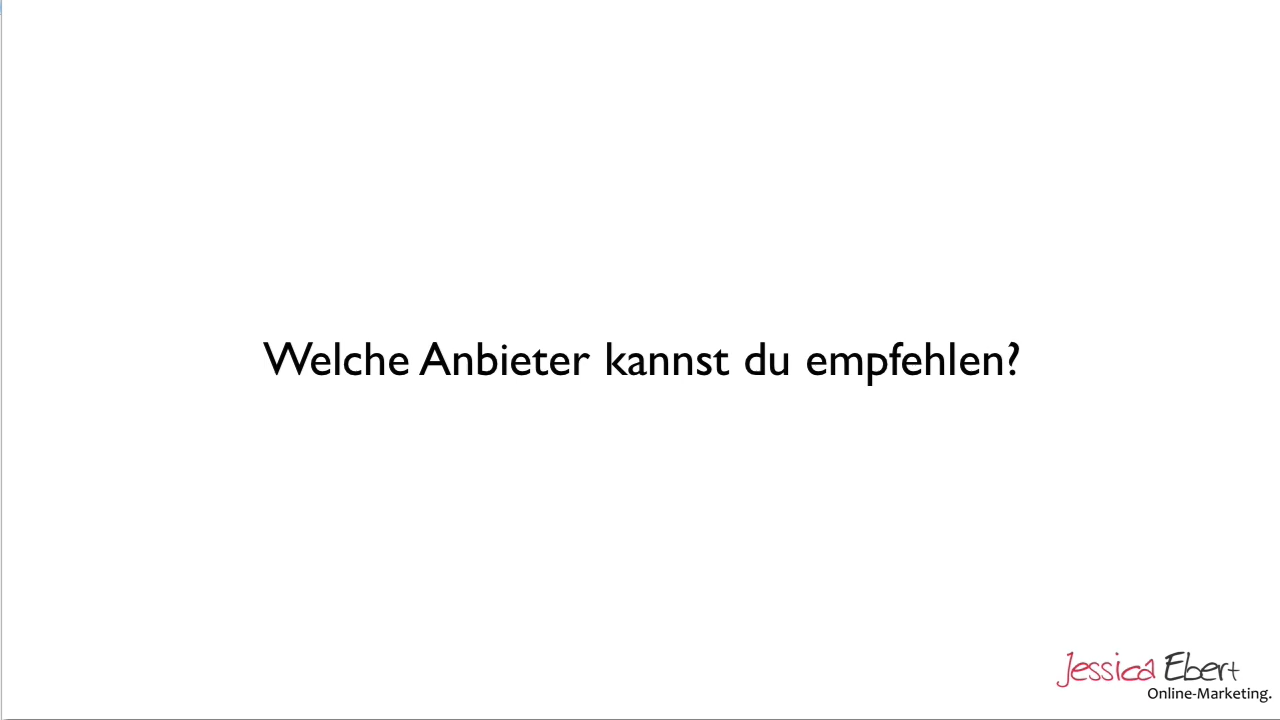 Welche Anbieter kannst du empfehlen?
Jessica Ebert
Online-Marketing.